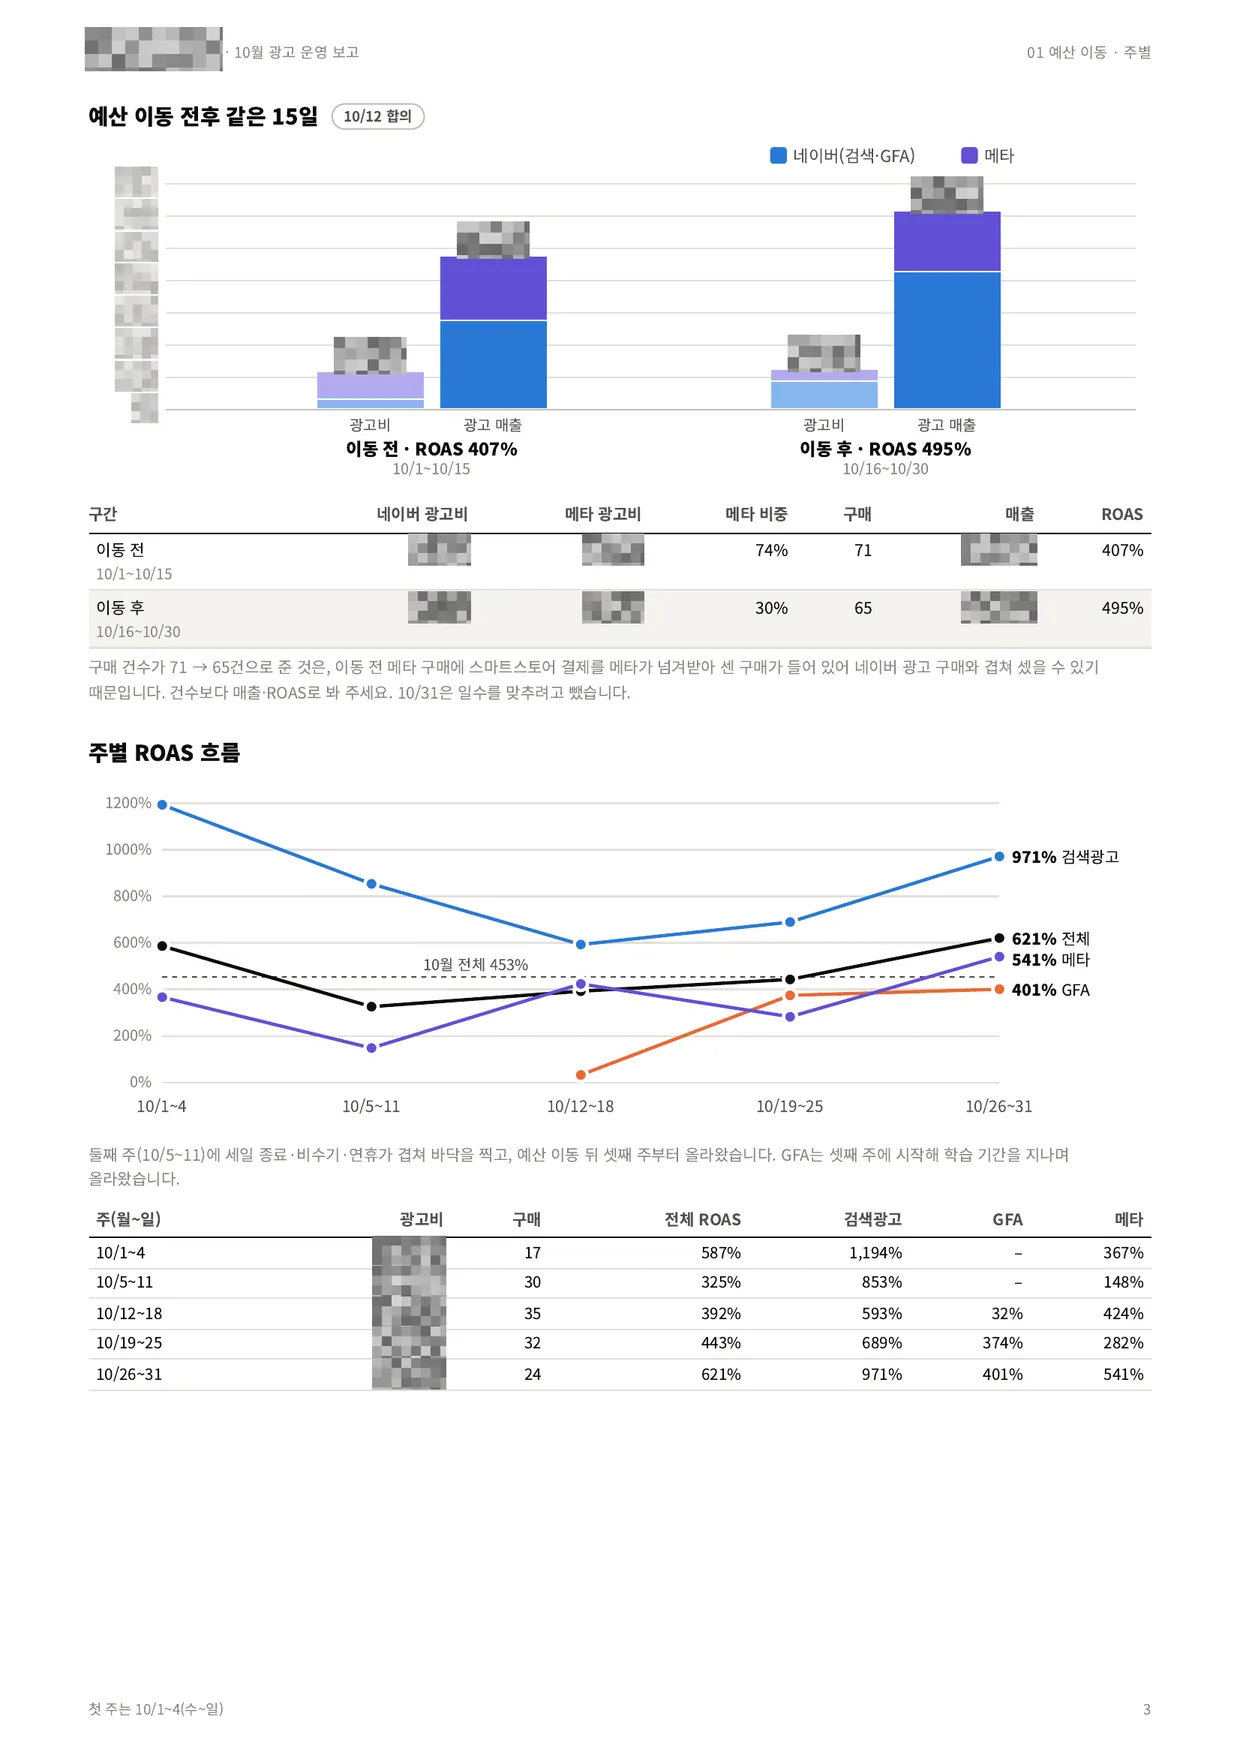 · 10월 광고 운영 보고
01 예산 이동 · 주별
예산 이동 전후 같은 15일 10/12 합의
네이버(검색·GFA) 메타
광고비 광고 매출 광고비 광고 매출
이동 전 · ROAS 407% 이동 후 · ROAS 495%
10/1~10/15 10/16~10/30
구간 네이버 광고비 메타 광고비 메타 비중 구매 매출 ROAS
이동 전 74% 71 407%
10/1~10/15
이동 후 30% 65 495%
10/16~10/30
구매 건수가 71 → 65건으로 준 것은, 이동 전 메타 구매에 스마트스토어 결제를 메타가 넘겨받아 센 구매가 들어 있어 네이버 광고 구매와 겹쳐 셌을 수 있기
때문입니다. 건수보다 매출·ROAS로 봐 주세요. 10/31은 일수를 맞추려고 뺐습니다.
주별 ROAS 흐름
1200%
1000%
971% 검색광고
800%
600%
621% 전체
10월 전체 453%
541% 메타
400%
401% GFA
200%
0%
10/1~4 10/5~11 10/12~18 10/19~25 10/26~31
둘째 주(10/5~11)에 세일 종료·비수기·연휴가 겹쳐 바닥을 찍고, 예산 이동 뒤 셋째 주부터 올라왔습니다. GFA는 셋째 주에 시작해 학습 기간을 지나며
올라왔습니다.
주(월~일) 광고비 구매 전체 ROAS 검색광고 GFA 메타
10/1~4 17 587% 1,194% – 367%
10/5~11 30 325% 853% – 148%
10/12~18 35 392% 593% 32% 424%
10/19~25 32 443% 689% 374% 282%
10/26~31 24 621% 971% 401% 541%
첫 주는 10/1~4(수~일)
3